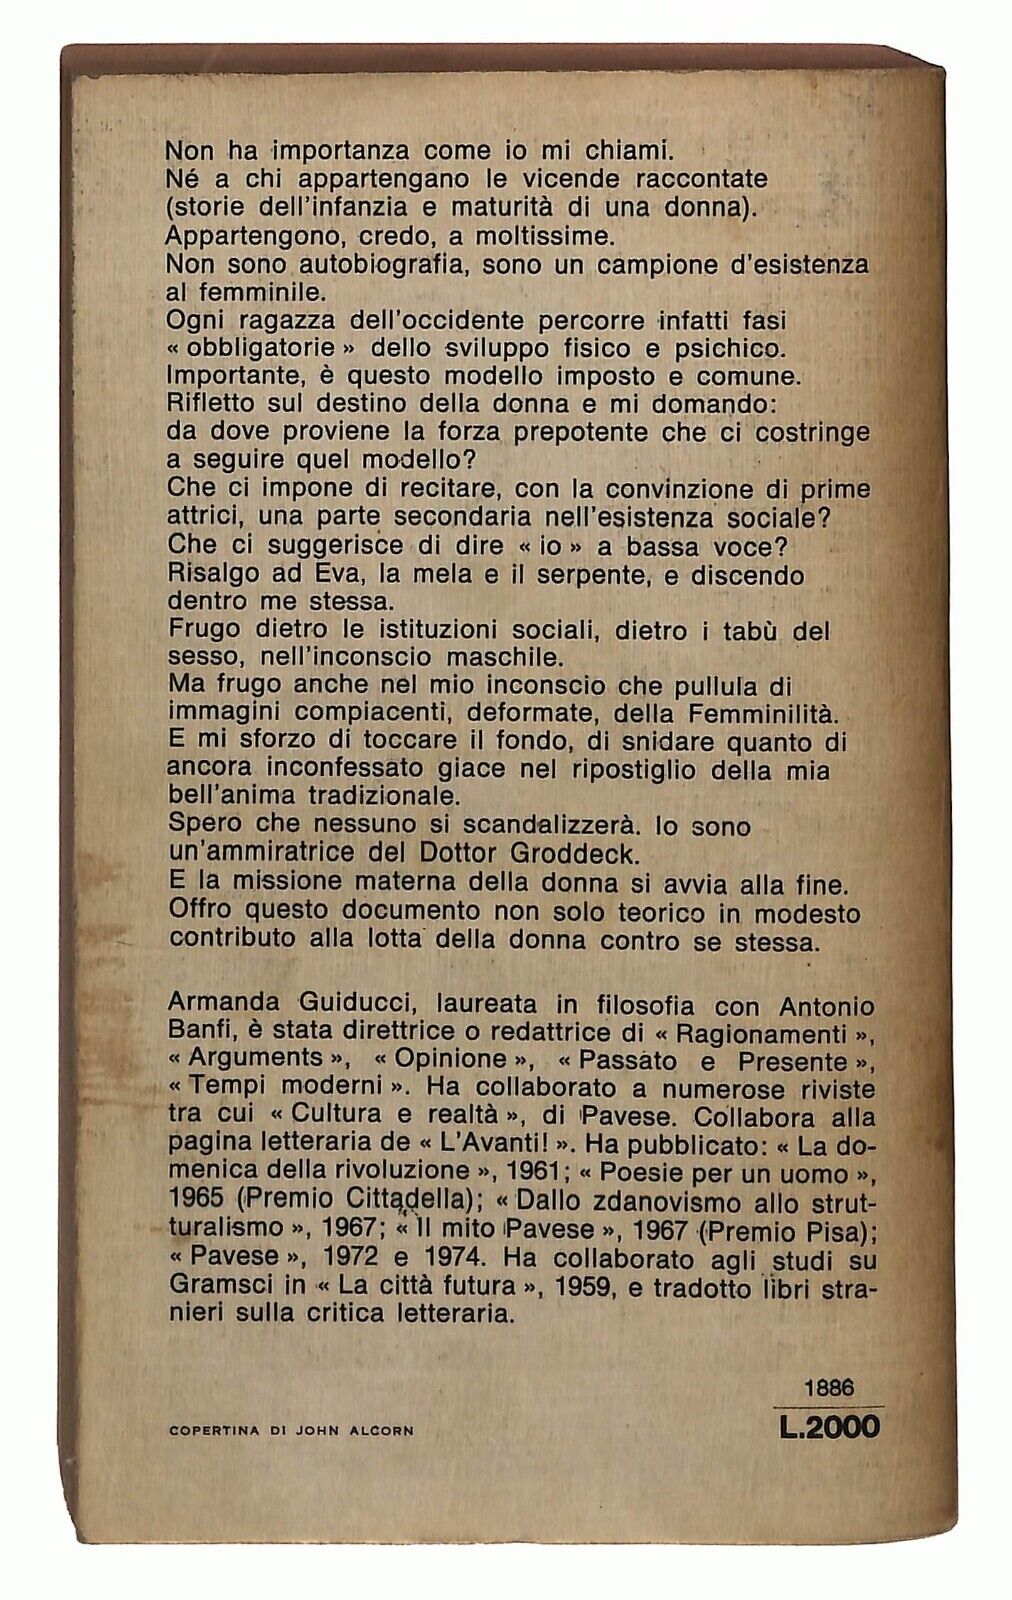 Non ha importanza come io mi chiami.
Né a chi appartengano le vicende raccontate
(storie dell'infanzia e maturità di una donna).
Appartengono, credo, a moltissime.
Non sono autobiografia, sono un campione d'esistenza
al femminile.
Ogni ragazza dell'occidente percorre infatti fasi
« obbligatorie » dello sviluppo fisico e psichico.
Importante, è questo modello imposto e comune.
Rifletto sul destino della donna e mi domando:
da dove proviene la forza prepotente che ci costringe
a seguire quel modello?
Che ci impone di recitare, con la convinzione di prime
attrici, una parte secondaria nell'esistenza sociale?
Che ci suggerisce di dire « io » a bassa voce?
Risalgo ad Eva, la mela e il serpente, e discendo
dentro me stessa.
Frugo dietro le istituzioni sociali, dietro i tabù del
sesso, nell'inconscio maschile.
Ma frugo anche nel mio inconscio che pullula di
immagini compiacenti, deformate, della Femminilità.
E mi sforzo di toccare il fondo, di snidare quanto di
ancora inconfessato giace nel ripostiglio della mia
bell'anima tradizionale.
Spero che nessuno si scandalizzerà. Io sono
un'ammiratrice del Dottor Groddeck.
E la missione materna della donna si avvia alla fine.
Offro questo documento non solo teorico in modesto
contributo alla lotta della donna contro se stessa.
Armanda Guiducci, laureata in filosofia con Antonio
Banfi, è stata direttrice o redattrice di « Ragionamenti »,
« Arguments », « Opinione », « Passato e Presente »,
« Tempi moderni ». Ha collaborato a numerose riviste
tra cui « Cultura e realtà », di Pavese. Collabora alla
pagina letteraria de « L'Avanti! ». Ha pubblicato: « La do-
menica della rivoluzione », 1961; « Poesie per un uomo »,
1965 (Premio Cittadella); « Dallo zdanovismo allo strut-
turalismo », 1967; « Il mito Pavese », 1967 (Premio Pisa);
« Pavese », 1972 e 1974. Ha collaborato agli studi su
Gramsci in « La città futura », 1959, e tradotto libri stra-
nieri sulla critica letteraria.
1886
COPERTINA DI JOHN ALCORN
L.2000